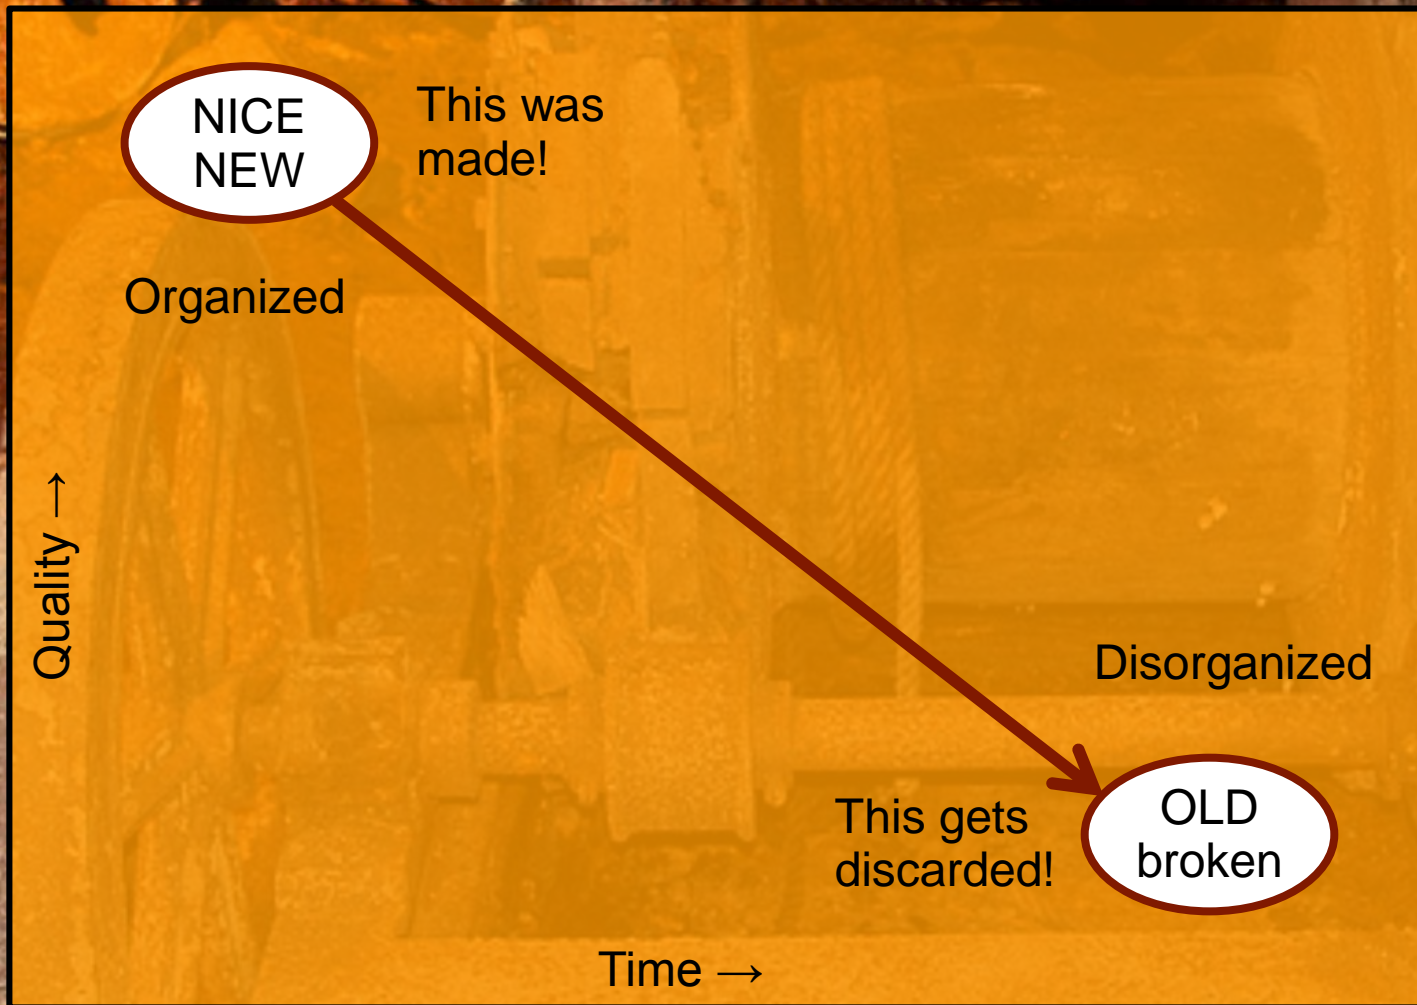 NICE
NEW
This was
made!
Organized
Quality →
Disorganized
This gets
discarded!
OLD
broken
Time →